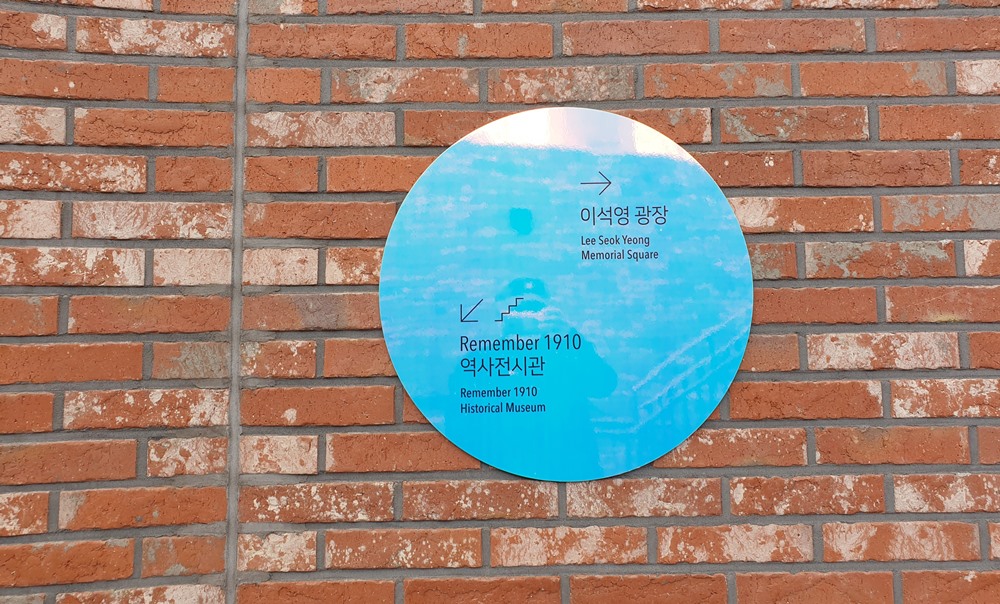 이석영 광장
Lee Seok Yeong
Memorial Square
Remember 1910
역사전시관
Remember 1910
Historical Museum